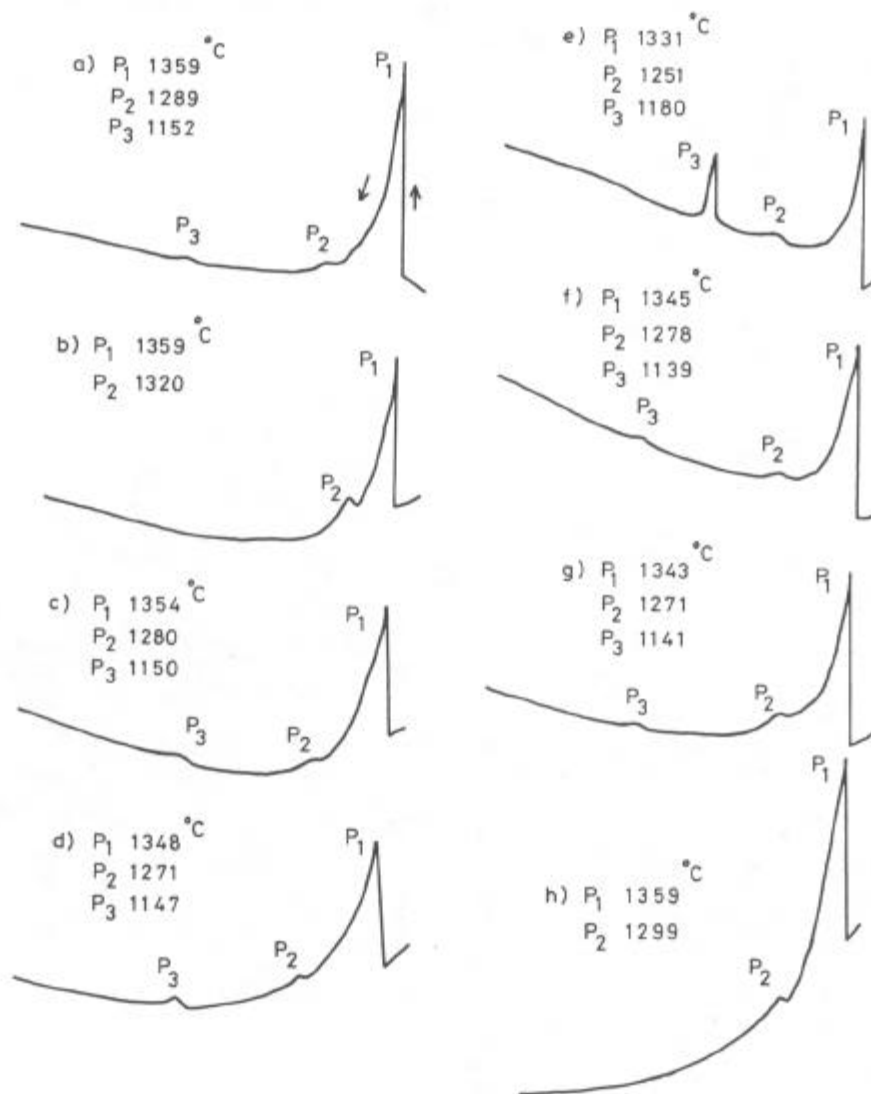 a) P₁ 1359 °C
P₂ 1289
P₃ 1152
P₁
P₃
P₂
b) P₁ 1359 °C
P₂ 1320
P₁
P₂
c) P₁ 1354 °C
P₂ 1280
P₃ 1150
P₁
P₃
P₂
d) P₁ 1348 °C
P₂ 1271
P₃ 1147
P₁
P₃
P₂
e) P₁ 1331 °C
P₂ 1251
P₃ 1180
P₁
P₃
P₂
f) P₁ 1345 °C
P₂ 1278
P₃ 1139
P₁
P₃
P₂
g) P₁ 1343 °C
P₂ 1271
P₃ 1141
P₁
P₃
P₂
h) P₁ 1359 °C
P₂ 1299
P₁
P₂